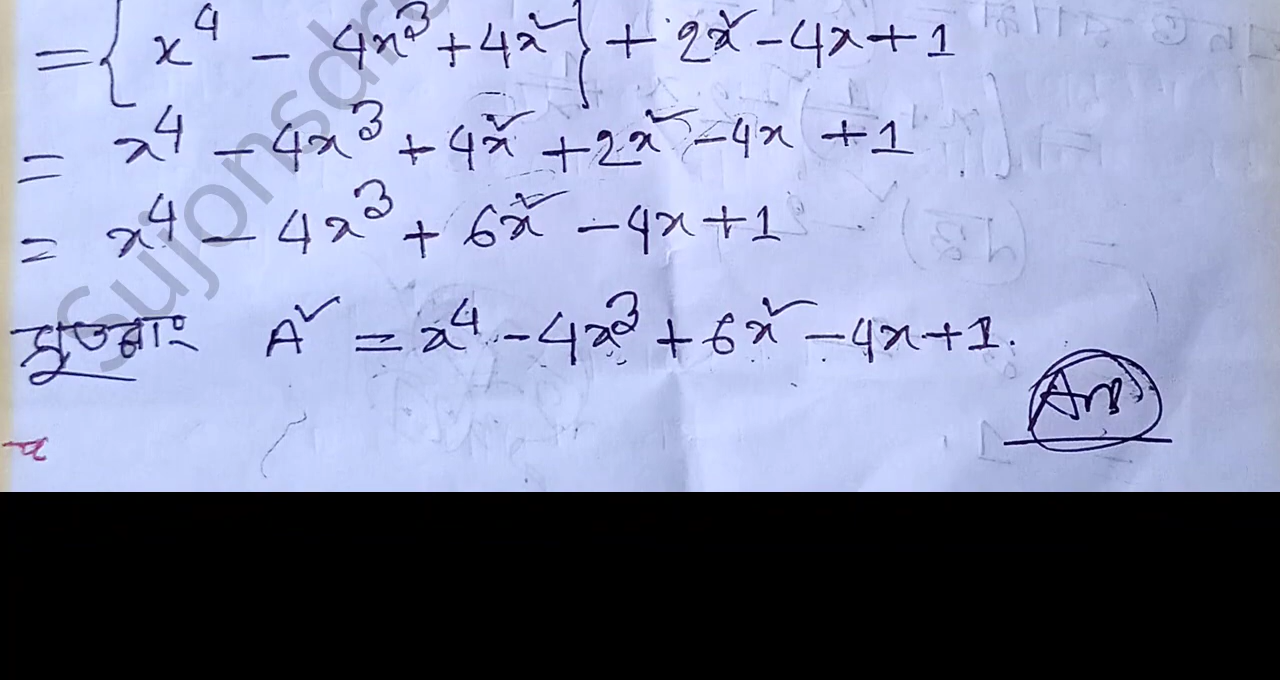 = { x⁴ - 4x³ + 4x² } + 2x² - 4x + 1
= x⁴ - 4x³ + 4x² + 2x² - 4x + 1
= x⁴ - 4x³ + 6x² - 4x + 1
সুতরাং A² = x⁴ - 4x³ + 6x² - 4x + 1.
Ans